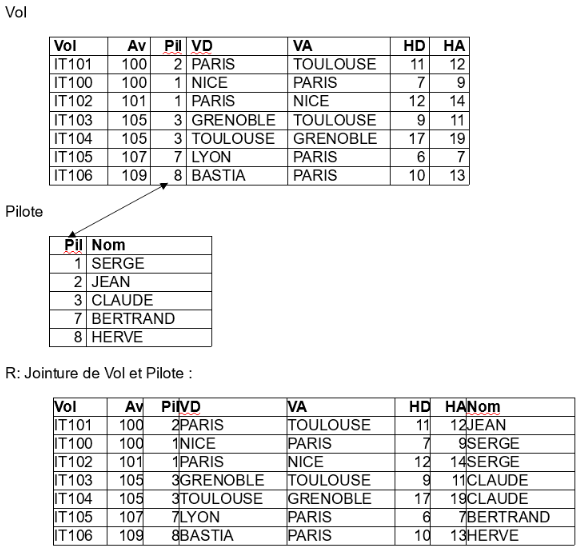 Vol
Vol Av Pil VD VA HD HA
IT101 100 2 PARIS TOULOUSE 11 12
IT100 100 1 NICE PARIS 7 9
IT102 101 1 PARIS NICE 12 14
IT103 105 3 GRENOBLE TOULOUSE 9 11
IT104 105 3 TOULOUSE GRENOBLE 17 19
IT105 107 7 LYON PARIS 6 7
IT106 109 8 BASTIA PARIS 10 13
Pilote
Pil Nom
1 SERGE
2 JEAN
3 CLAUDE
7 BERTRAND
8 HERVE
R: Jointure de Vol et Pilote :
Vol Av Pil VD VA HD HA Nom
IT101 100 2 PARIS TOULOUSE 11 12 JEAN
IT100 100 1 NICE PARIS 7 9 SERGE
IT102 101 1 PARIS NICE 12 14 SERGE
IT103 105 3 GRENOBLE TOULOUSE 9 11 CLAUDE
IT104 105 3 TOULOUSE GRENOBLE 17 19 CLAUDE
IT105 107 7 LYON PARIS 6 7 BERTRAND
IT106 109 8 BASTIA PARIS 10 13 HERVE